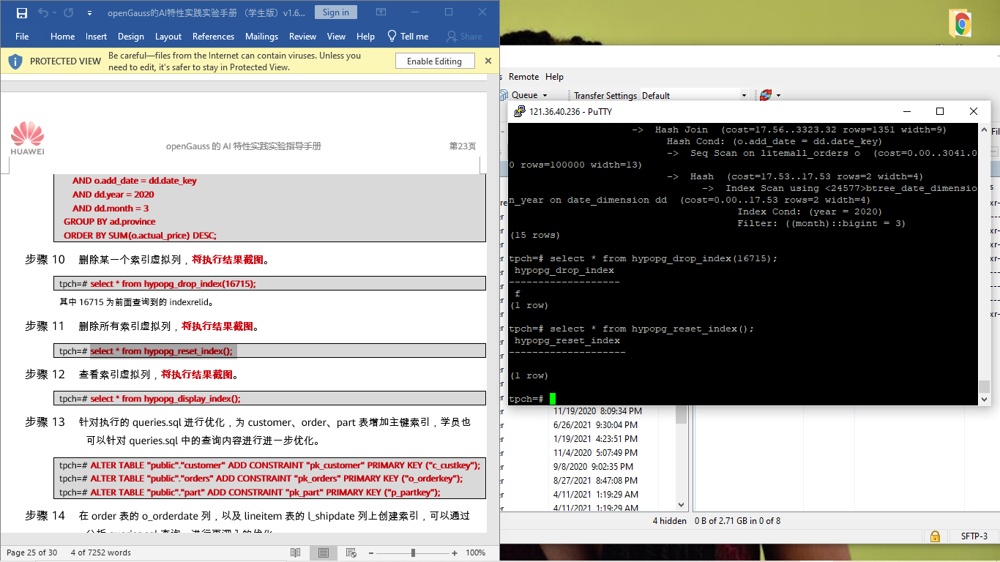 openGauss的AI特性实践实验手册 （学生版）v1.6...
Sign in
File Home Insert Design Layout References Mailings Review View Help Tell me Share
PROTECTED VIEW
Be careful—files from the Internet can contain viruses. Unless you
need to edit, it's safer to stay in Protected View.
Enable Editing
HUAWEI
openGauss 的 AI 特性实践实验指导手册
第23页
AND o.add_date = dd.date_key
AND dd.year = 2020
AND dd.month = 3
GROUP BY ad.province
ORDER BY SUM(o.actual_price) DESC;
步骤 10 删除某一个索引虚拟列，将执行结果截图。
tpch=# select * from hypopg_drop_index(16715);
其中 16715 为前面查询到的 indexrelid。
步骤 11 删除所有索引虚拟列，将执行结果截图。
tpch=# select * from hypopg_reset_index();
步骤 12 查看索引虚拟列，将执行结果截图。
tpch=# select * from hypopg_display_index();
步骤 13 针对执行的 queries.sql 进行优化，为 customer、order、part 表增加主键索引，学员也
可以针对 queries.sql 中的查询内容进行进一步优化。
tpch=# ALTER TABLE "public"."customer" ADD CONSTRAINT "pk_customer" PRIMARY KEY ("c_custkey");
tpch=# ALTER TABLE "public"."orders" ADD CONSTRAINT "pk_orders" PRIMARY KEY ("o_orderkey");
tpch=# ALTER TABLE "public"."part" ADD CONSTRAINT "pk_part" PRIMARY KEY ("p_partkey");
步骤 14 在 order 表的 o_orderdate 列，以及 lineitem 表的 l_shipdate 列上创建索引，可以通过
Page 25 of 30 4 of 7252 words
100%
s Remote Help
Queue
Transfer Settings Default
121.36.40.236 - PuTTY
-> Hash Join (cost=17.56..3323.32 rows=1351 width=9)
Hash Cond: (o.add_date = dd.date_key)
-> Seq Scan on litemall_orders o (cost=0.00..3041.0
0 rows=100000 width=13)
-> Hash (cost=17.53..17.53 rows=2 width=4)
-> Index Scan using <24577>btree_date_dimensio
n_year on date_dimension dd (cost=0.00..17.53 rows=2 width=4)
Index Cond: (year = 2020)
Filter: ((month)::bigint = 3)
(15 rows)
tpch=# select * from hypopg_drop_index(16715);
hypopg_drop_index
-------------------
f
(1 row)
tpch=# select * from hypopg_reset_index();
hypopg_reset_index
--------------------
(1 row)
tpch=#
11/19/2020 8:09:34 PM
6/26/2021 9:30:04 PM
1/19/2021 4:23:51 PM
11/4/2020 5:07:49 PM
9/8/2020 9:02:35 PM
8/27/2021 8:47:08 PM
4/11/2021 1:19:29 AM
4/11/2021 1:19:29 AM
4 hidden 0 B of 2.71 GB in 0 of 8
SFTP-3